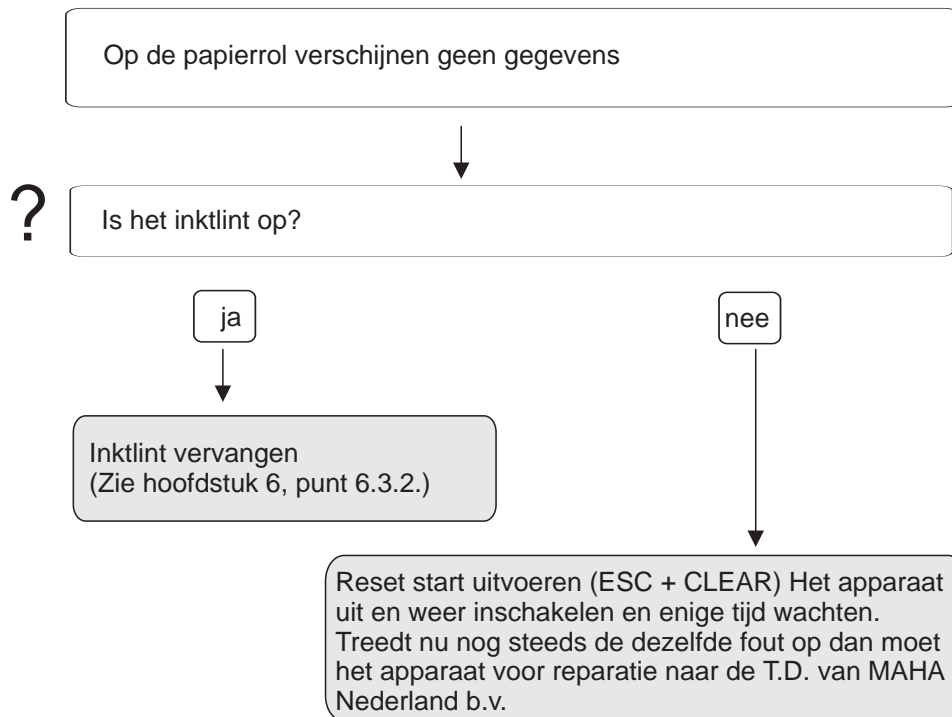 Op de papierrol verschijnen geen gegevens
?
Is het inktlint op?
ja
nee
Inktlint vervangen
(Zie hoofdstuk 6, punt 6.3.2.)
Reset start uitvoeren (ESC + CLEAR) Het apparaat
uit en weer inschakelen en enige tijd wachten.
Treedt nu nog steeds de dezelfde fout op dan moet
het apparaat voor reparatie naar de T.D. van MAHA
Nederland b.v.